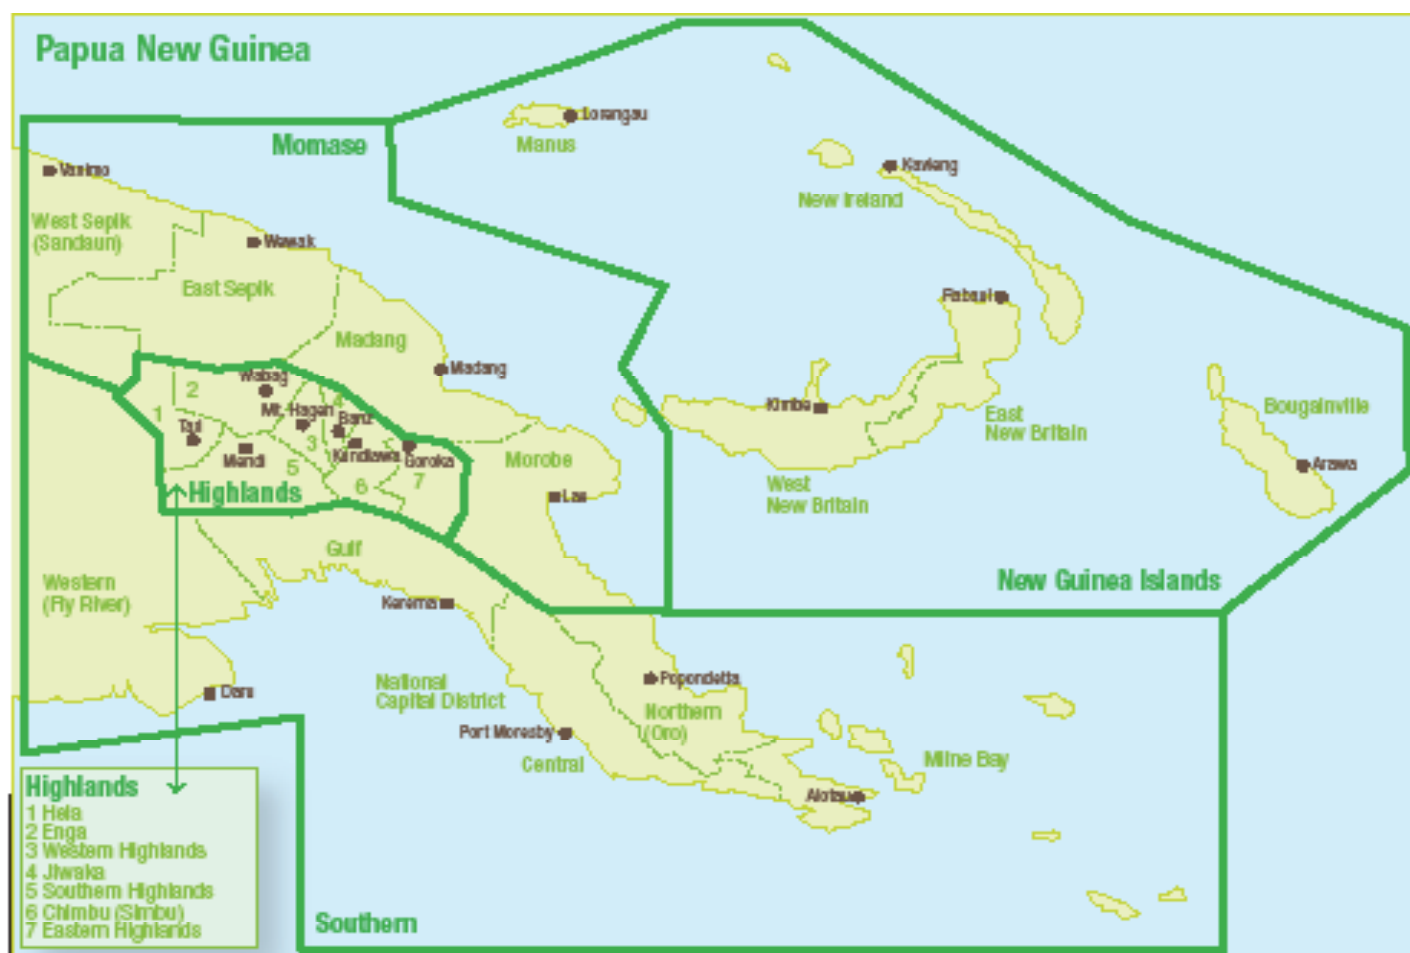 Papua New Guinea
Momase
Lorengau
Manus
Vanimo
Kavieng
New Ireland
West Sepik
(Sandaun)
Wewak
East Sepik
Rabaul
Madang
Madang
Wabag
2
4
Mt. Hagen
Banz
1
Tari
3
Kundiawa
Goroka
Mendi
5
6
7
Highlands
Morobe
Lae
Kimbe
East
New Britain
West
New Britain
Bougainville
Arawa
New Guinea Islands
Gulf
Western
(Fly River)
Kerema
Daru
National
Capital District
Popondetta
Northern
(Oro)
Port Moresby
Central
Milne Bay
Alotau
Southern
Highlands
1 Hela
2 Enga
3 Western Highlands
4 Jiwaka
5 Southern Highlands
6 Chimbu (Simbu)
7 Eastern Highlands